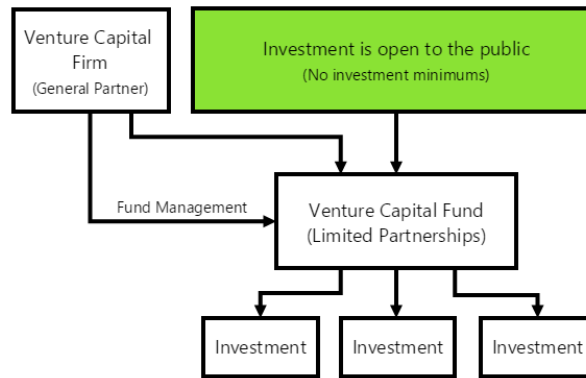 Venture Capital
Firm
(General Partner)
Investment is open to the public
(No investment minimums)
Fund Management
Venture Capital Fund
(Limited Partnerships)
Investment
Investment
Investment